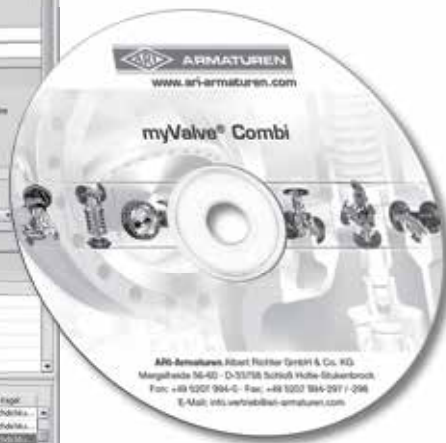 ARI ARMATUREN
www.ari-armaturen.com
myValve® Combi
ARI-Armaturen Albert Richter GmbH & Co. KG
Mergelheide 56-60 · D-33758 Schloß Holte-Stukenbrock
Fon: +49 5207 994-0 · Fax: +49 5207 994-297 / -298
E-Mail: info.vertrieb@ari-armaturen.com